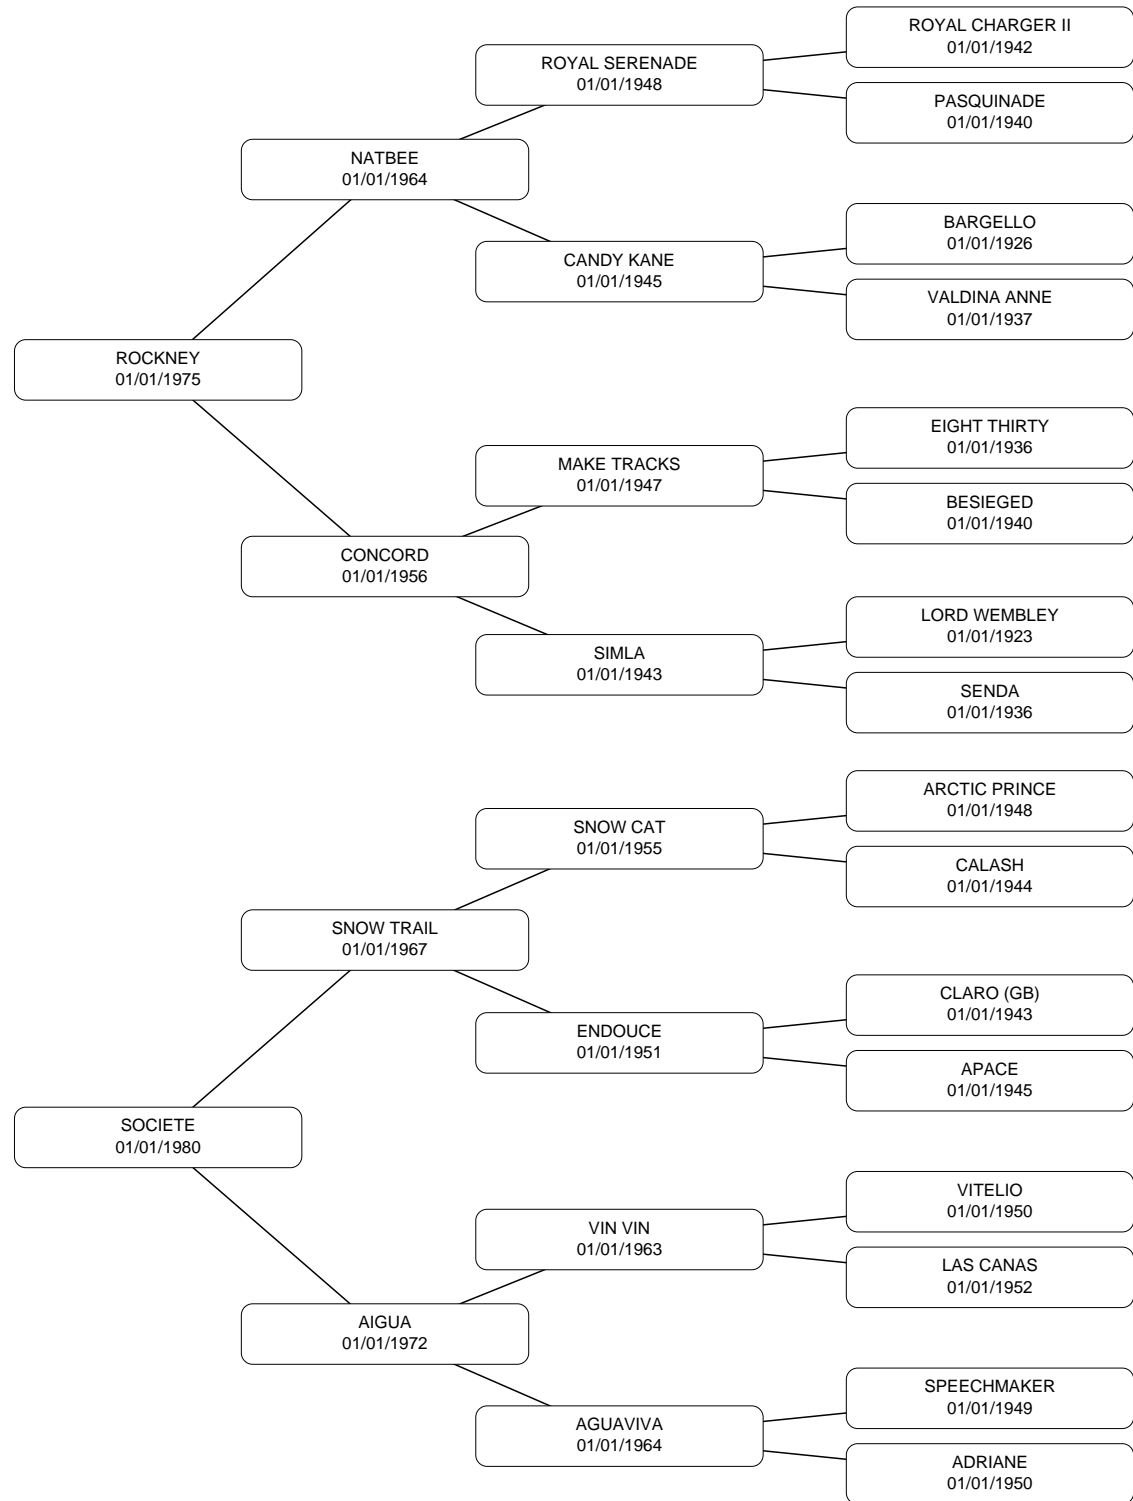 ROYAL CHARGER II
01/01/1942
ROYAL SERENADE
01/01/1948
PASQUINADE
01/01/1940
NATBEE
01/01/1964
BARGELLO
01/01/1926
CANDY KANE
01/01/1945
VALDINA ANNE
01/01/1937
ROCKNEY
01/01/1975
EIGHT THIRTY
01/01/1936
MAKE TRACKS
01/01/1947
BESIEGED
01/01/1940
CONCORD
01/01/1956
LORD WEMBLEY
01/01/1923
SIMLA
01/01/1943
SENDA
01/01/1936
ARCTIC PRINCE
01/01/1948
SNOW CAT
01/01/1955
CALASH
01/01/1944
SNOW TRAIL
01/01/1967
CLARO (GB)
01/01/1943
ENDOUCE
01/01/1951
APACE
01/01/1945
SOCIETE
01/01/1980
VITELIO
01/01/1950
VIN VIN
01/01/1963
LAS CANAS
01/01/1952
AIGUA
01/01/1972
SPEECHMAKER
01/01/1949
AGUAVIVA
01/01/1964
ADRIANE
01/01/1950